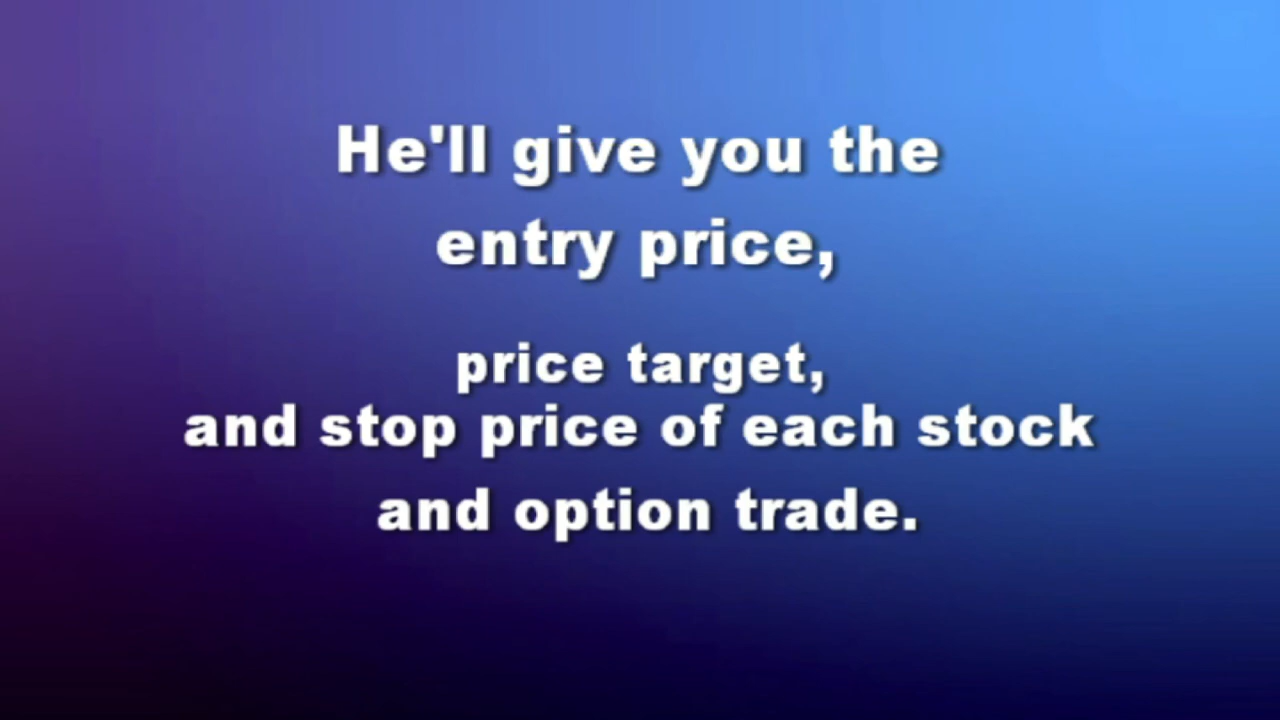 He'll give you the
entry price,
price target,
and stop price of each stock
and option trade.